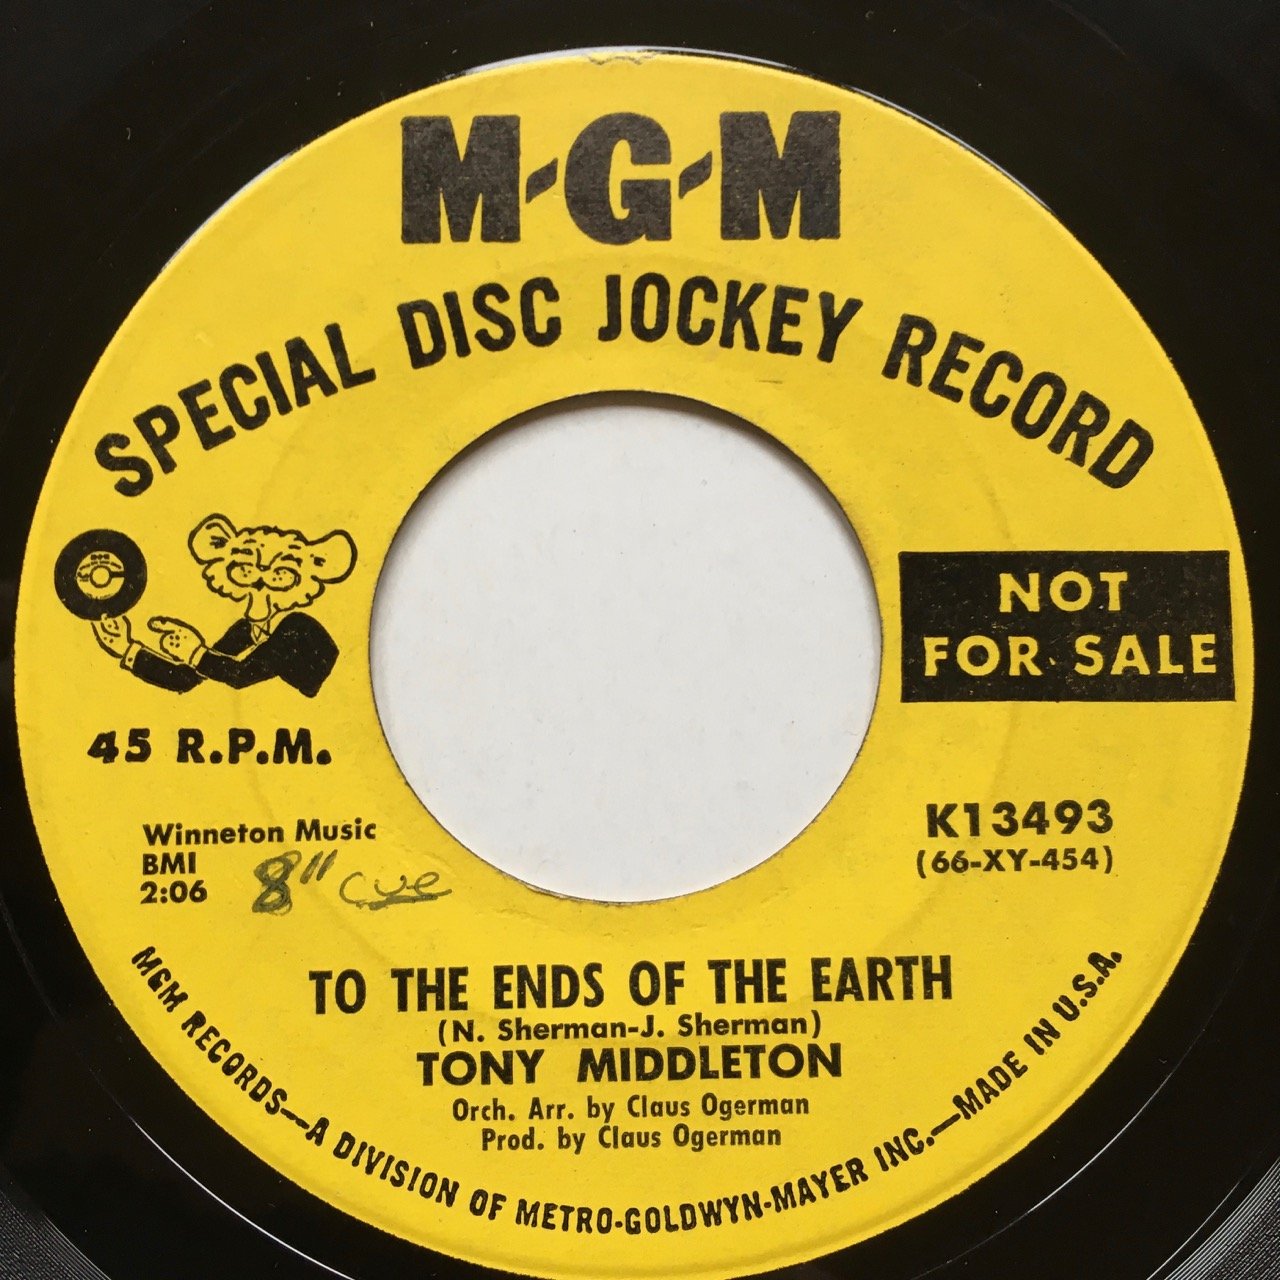 M-G-M
SPECIAL DISC JOCKEY RECORD
NOT
FOR SALE
45 R.P.M.
Winneton Music
BMI
2:06
8" cue
K13493
(66-XY-454)
TO THE ENDS OF THE EARTH
(N. Sherman-J. Sherman)
TONY MIDDLETON
Orch. Arr. by Claus Ogerman
Prod. by Claus Ogerman
MGM RECORDS—A DIVISION OF METRO-GOLDWYN-MAYER INC.—MADE IN U.S.A.